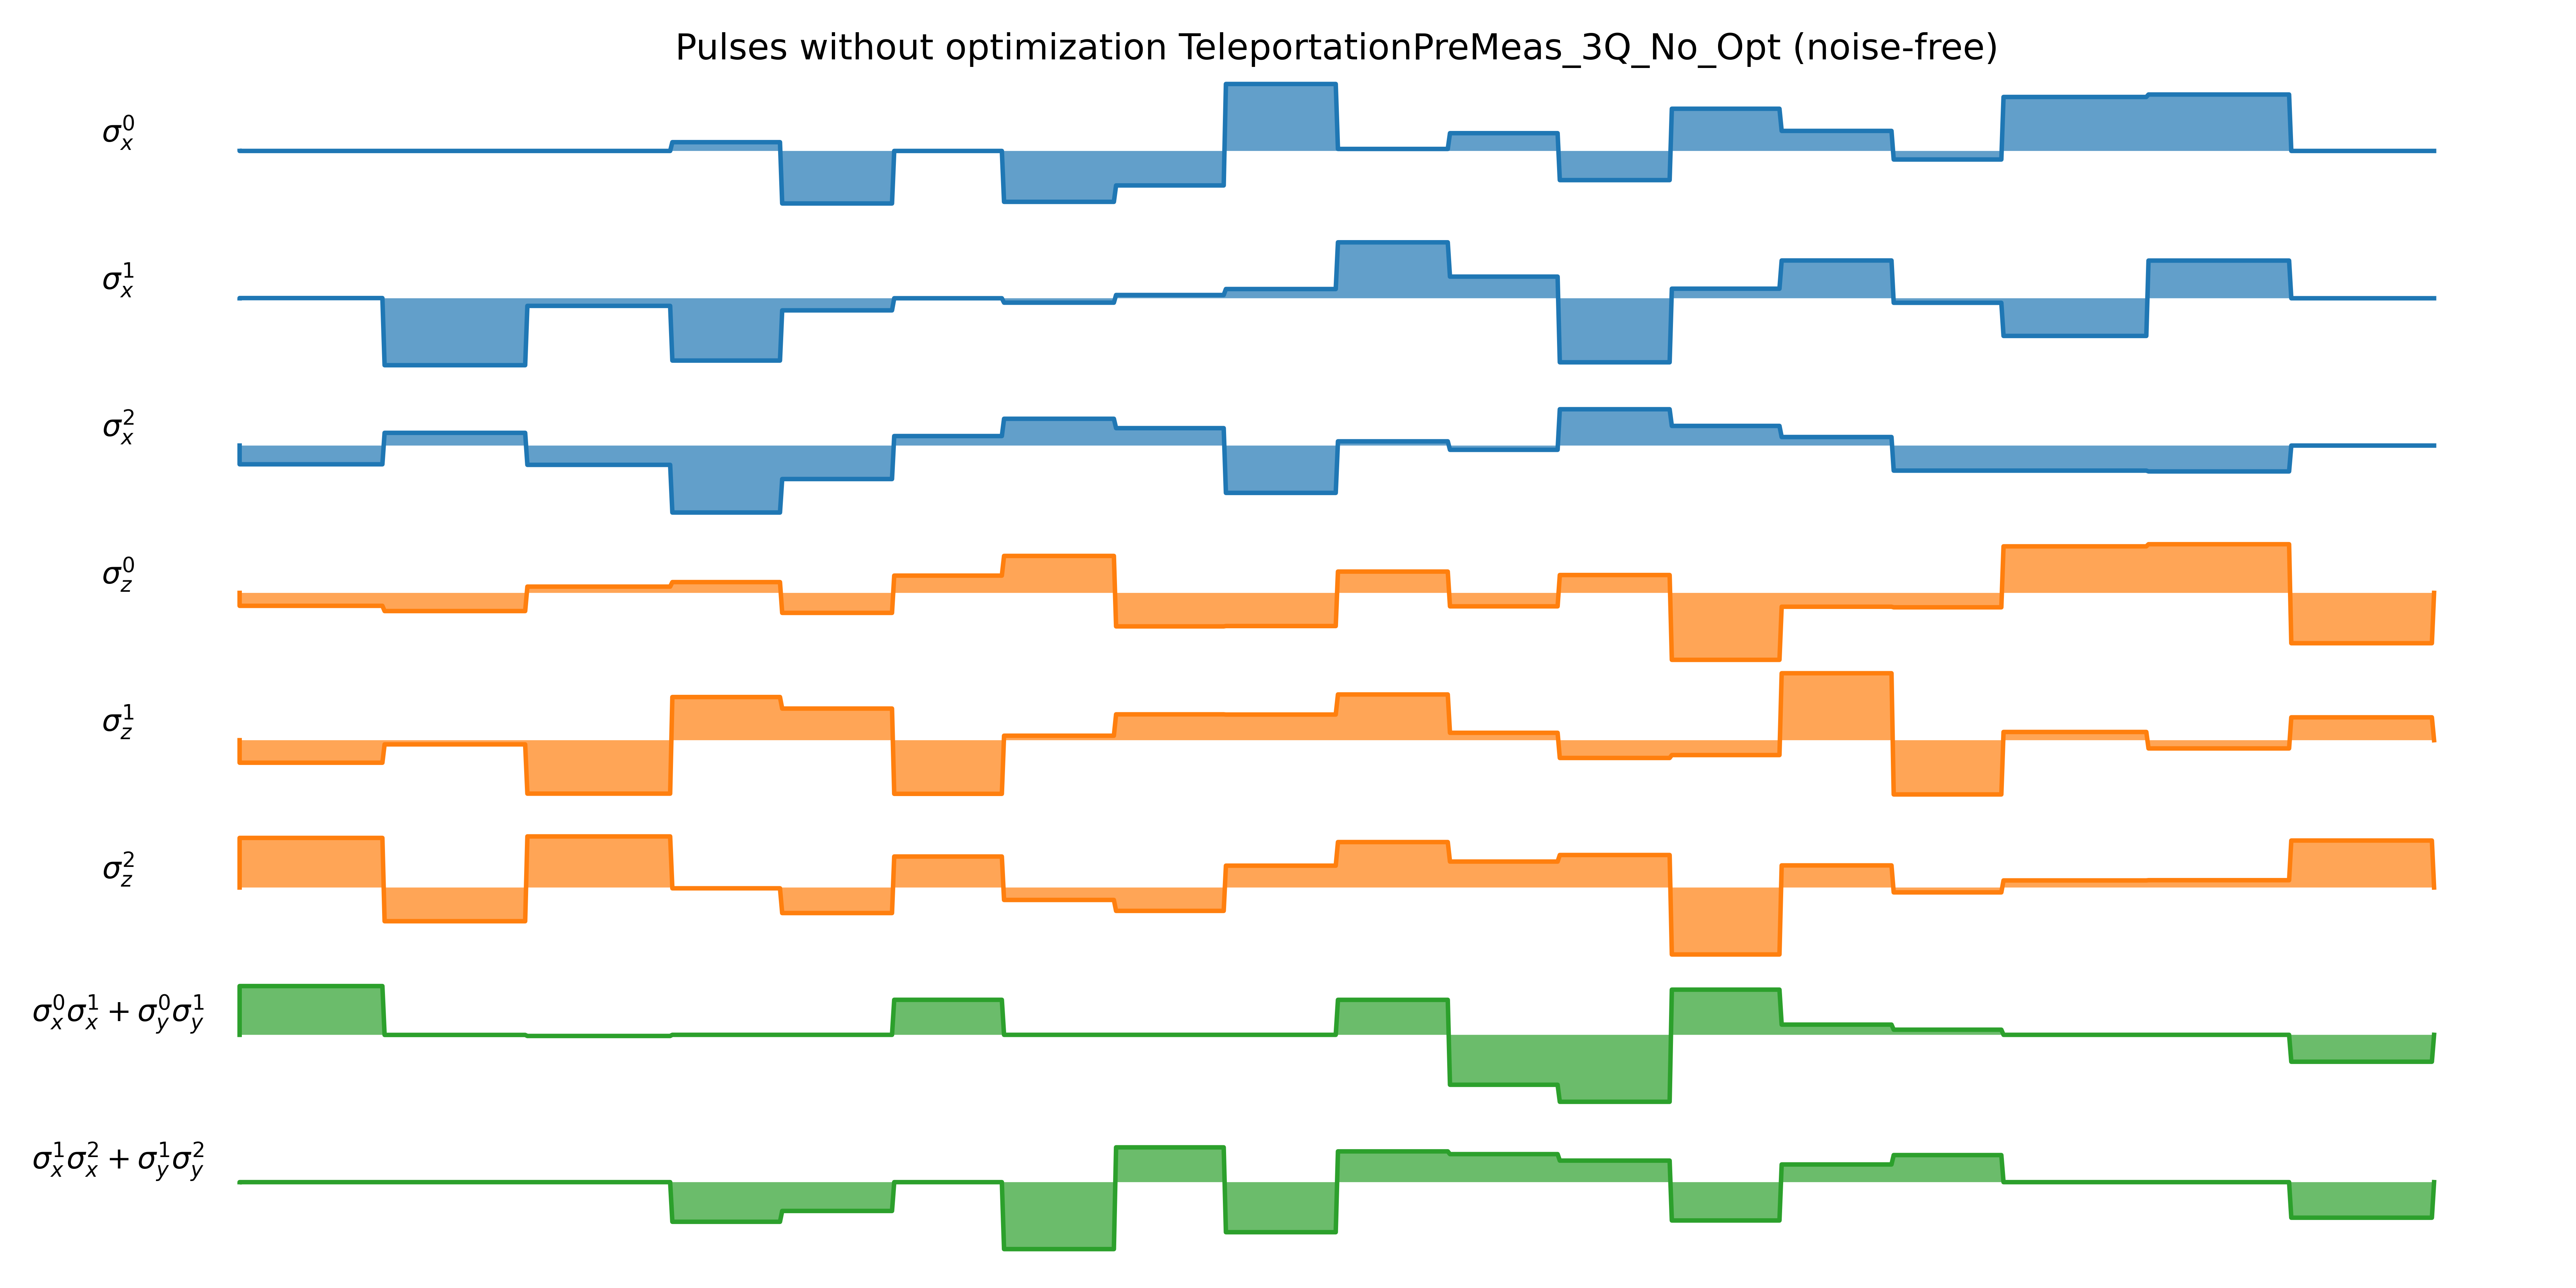 Pulses without optimization TeleportationPreMeas_3Q_No_Opt (noise-free)
σ_x^0
σ_x^1
σ_x^2
σ_z^0
σ_z^1
σ_z^2
σ_x^0σ_x^1 + σ_y^0σ_y^1
σ_x^1σ_x^2 + σ_y^1σ_y^2